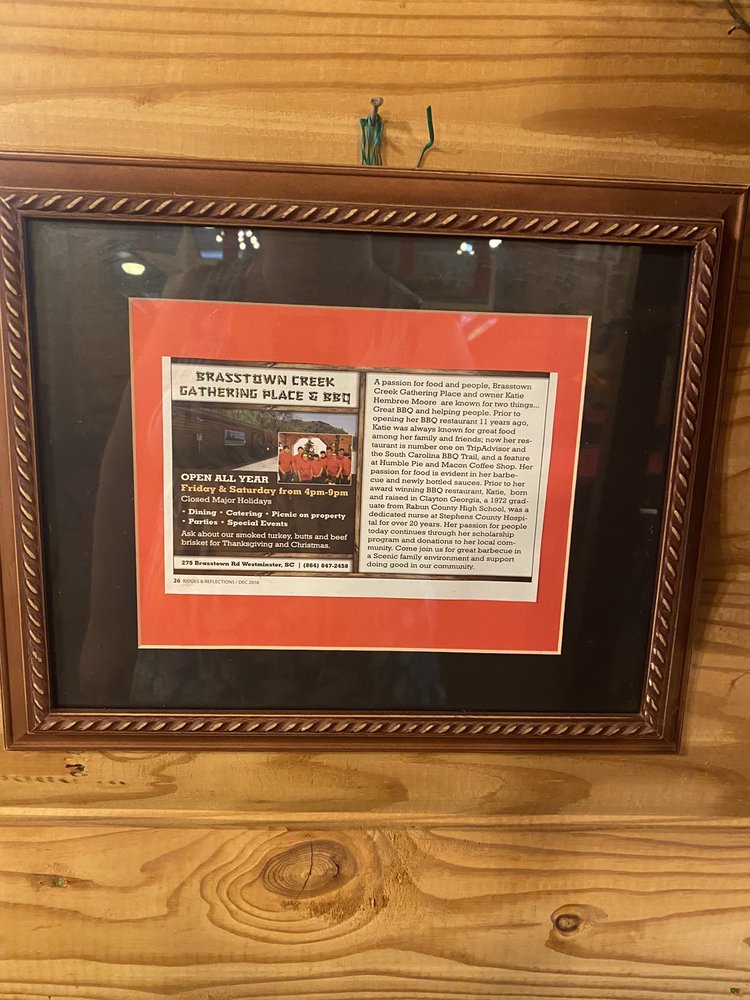 BRASSTOWN CREEK
GATHERING PLACE & BBQ
OPEN ALL YEAR
Friday & Saturday from 4pm-9pm
Closed Major Holidays
• Dining • Catering • Picnic on property
• Parties • Special Events
Ask about our smoked turkey, butts and beef
brisket for Thanksgiving and Christmas.
275 Brasstown Rd Westminster, SC | (864) 647-2458
26 RIDGES & REFLECTIONS / DEC 2016
A passion for food and people, Brasstown
Creek Gathering Place and owner Katie
Hembree Moore are known for two things...
Great BBQ and helping people. Prior to
opening her BBQ restaurant 11 years ago,
Katie was always known for great food
among her family and friends; now her res-
taurant is number one on TripAdvisor and
the South Carolina BBQ Trail, and a feature
at Humble Pie and Macon Coffee Shop. Her
passion for food is evident in her barbe-
cue and newly bottled sauces. Prior to her
award winning BBQ restaurant, Katie, born
and raised in Clayton Georgia, a 1972 grad-
uate from Rabun County High School, was a
dedicated nurse at Stephens County Hospi-
tal for over 20 years. Her passion for people
today continues through her scholarship
program and donations to her local com-
munity. Come join us for great barbecue in
a Scenic family environment and support
doing good in our community.